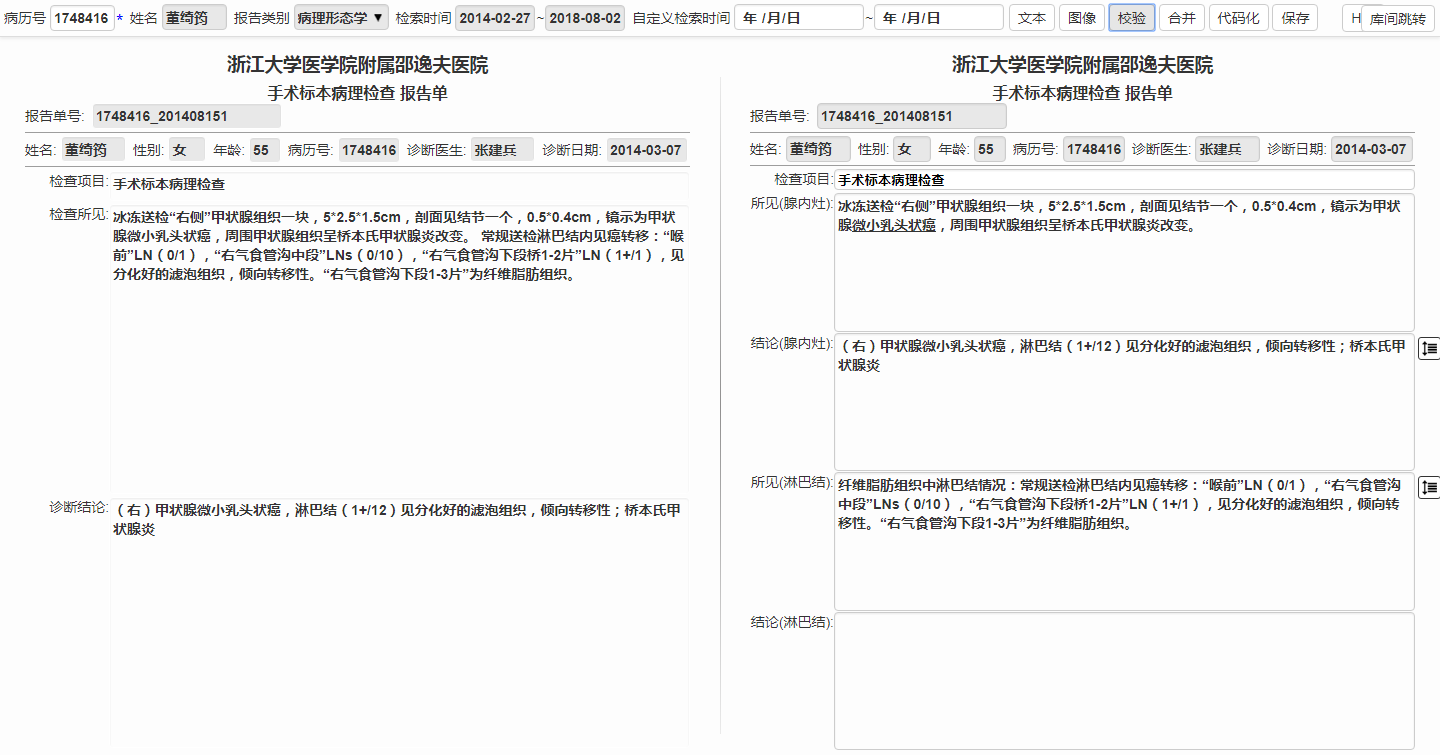 病历号 1748416 * 姓名 董绮筠 报告类别 病理形态学 ▼ 检索时间 2014-02-27 ~ 2018-08-02 自定义检索时间 年 /月/日 ~ 年 /月/日 文本 图像 校验 合并 代码化 保存 H 库间跳转
浙江大学医学院附属邵逸夫医院
手术标本病理检查 报告单
报告单号: 1748416_201408151
姓名: 董绮筠 性别: 女 年龄: 55 病历号: 1748416 诊断医生: 张建兵 诊断日期: 2014-03-07
检查项目: 手术标本病理检查
检查所见: 冰冻送检“右侧”甲状腺组织一块，5*2.5*1.5cm，剖面见结节一个，0.5*0.4cm，镜示为甲状
腺微小乳头状癌，周围甲状腺组织呈桥本氏甲状腺炎改变。 常规送检淋巴结内见癌转移：“喉
前”LN（0/1），“右气食管沟中段”LNs（0/10），“右气食管沟下段桥1-2片”LN（1+/1），见
分化好的滤泡组织，倾向转移性。“右气食管沟下段1-3片”为纤维脂肪组织。
诊断结论: （右）甲状腺微小乳头状癌，淋巴结（1+/12）见分化好的滤泡组织，倾向转移性；桥本氏甲
状腺炎
浙江大学医学院附属邵逸夫医院
手术标本病理检查 报告单
报告单号: 1748416_201408151
姓名: 董绮筠 性别: 女 年龄: 55 病历号: 1748416 诊断医生: 张建兵 诊断日期: 2014-03-07
检查项目: 手术标本病理检查
所见(腺内灶): 冰冻送检“右侧”甲状腺组织一块，5*2.5*1.5cm，剖面见结节一个，0.5*0.4cm，镜示为甲状
腺微小乳头状癌，周围甲状腺组织呈桥本氏甲状腺炎改变。
结论(腺内灶): （右）甲状腺微小乳头状癌，淋巴结（1+/12）见分化好的滤泡组织，倾向转移性；桥本氏甲
状腺炎
所见(淋巴结): 纤维脂肪组织中淋巴结情况：常规送检淋巴结内见癌转移：“喉前”LN（0/1），“右气食管沟
中段”LNs（0/10），“右气食管沟下段桥1-2片”LN（1+/1），见分化好的滤泡组织，倾向转
移性。“右气食管沟下段1-3片”为纤维脂肪组织。
结论(淋巴结):